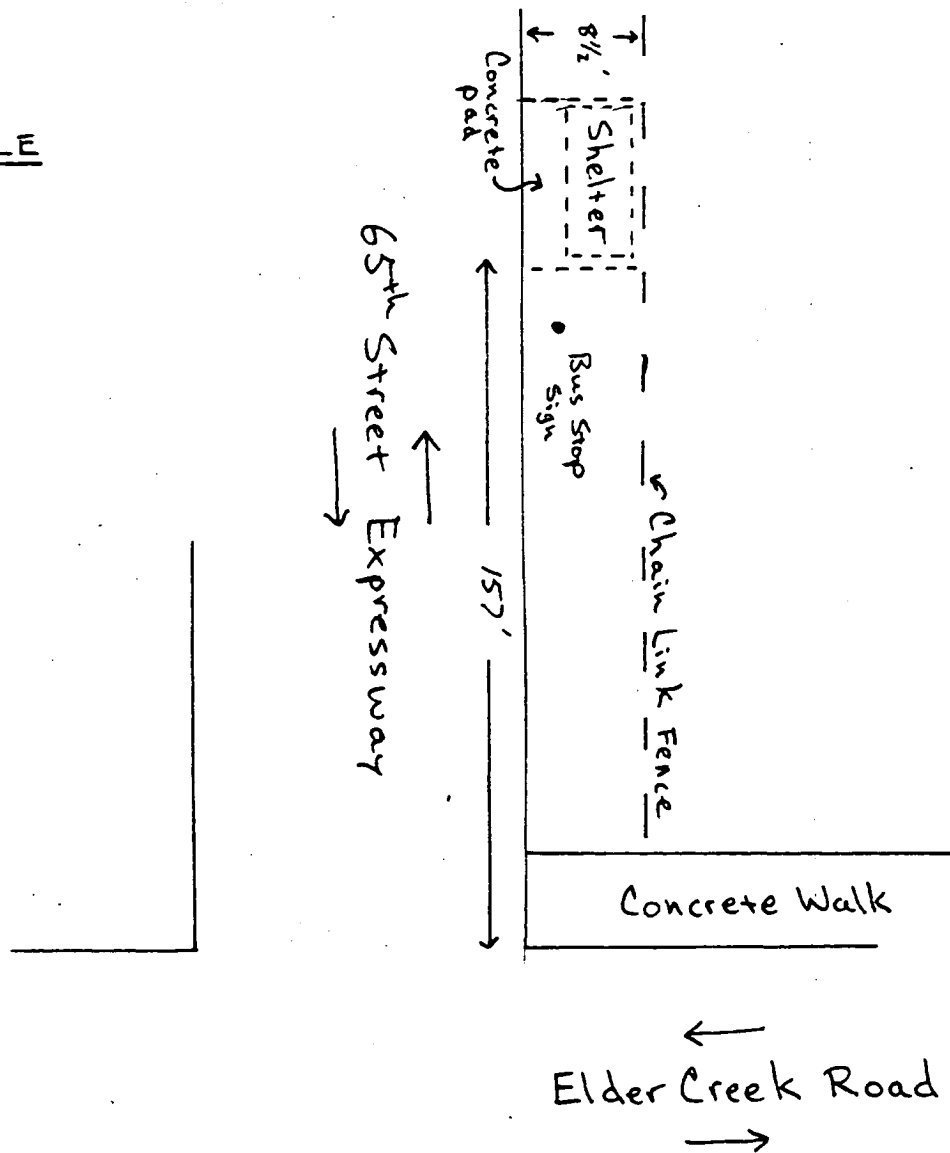 8½'
Concrete
pad
Shelter
LE
65th Street Expressway
Bus Stop
Sign
157'
Chain Link Fence
Concrete Walk
Elder Creek Road